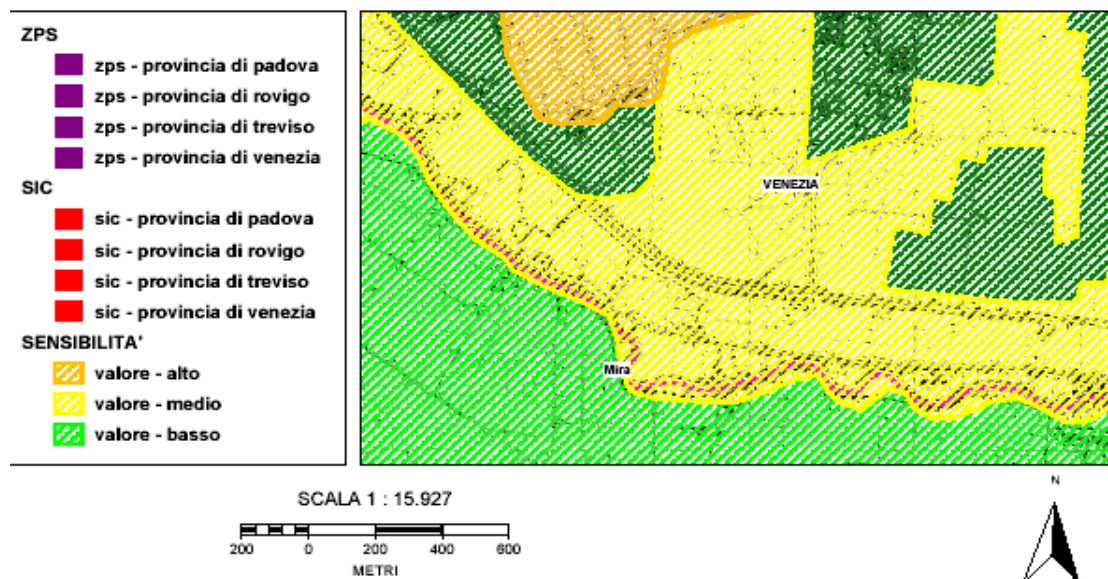 ZPS
zps - provincia di padova
zps - provincia di rovigo
zps - provincia di treviso
zps - provincia di venezia
SIC
sic - provincia di padova
sic - provincia di rovigo
sic - provincia di treviso
sic - provincia di venezia
SENSIBILITA'
valore - alto
valore - medio
valore - basso
VENEZIA
Mira
SCALA 1 : 15.927
200 0 200 400 600
METRI
N